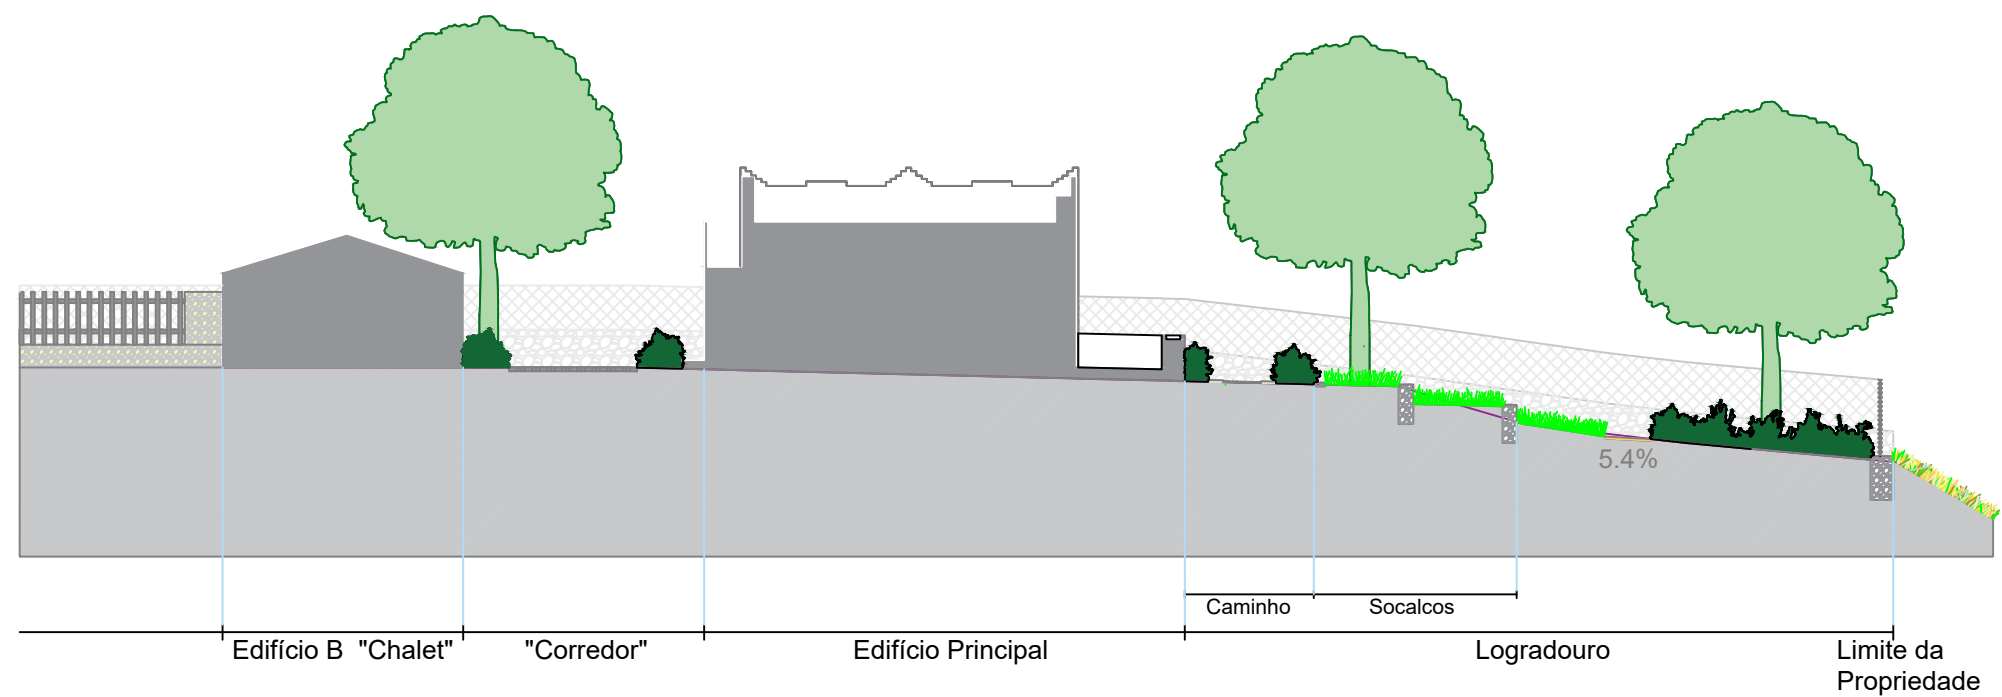 5.4%
Caminho
Socalcos
Edifício B "Chalet"
"Corredor"
Edifício Principal
Logradouro
Limite da
Propriedade